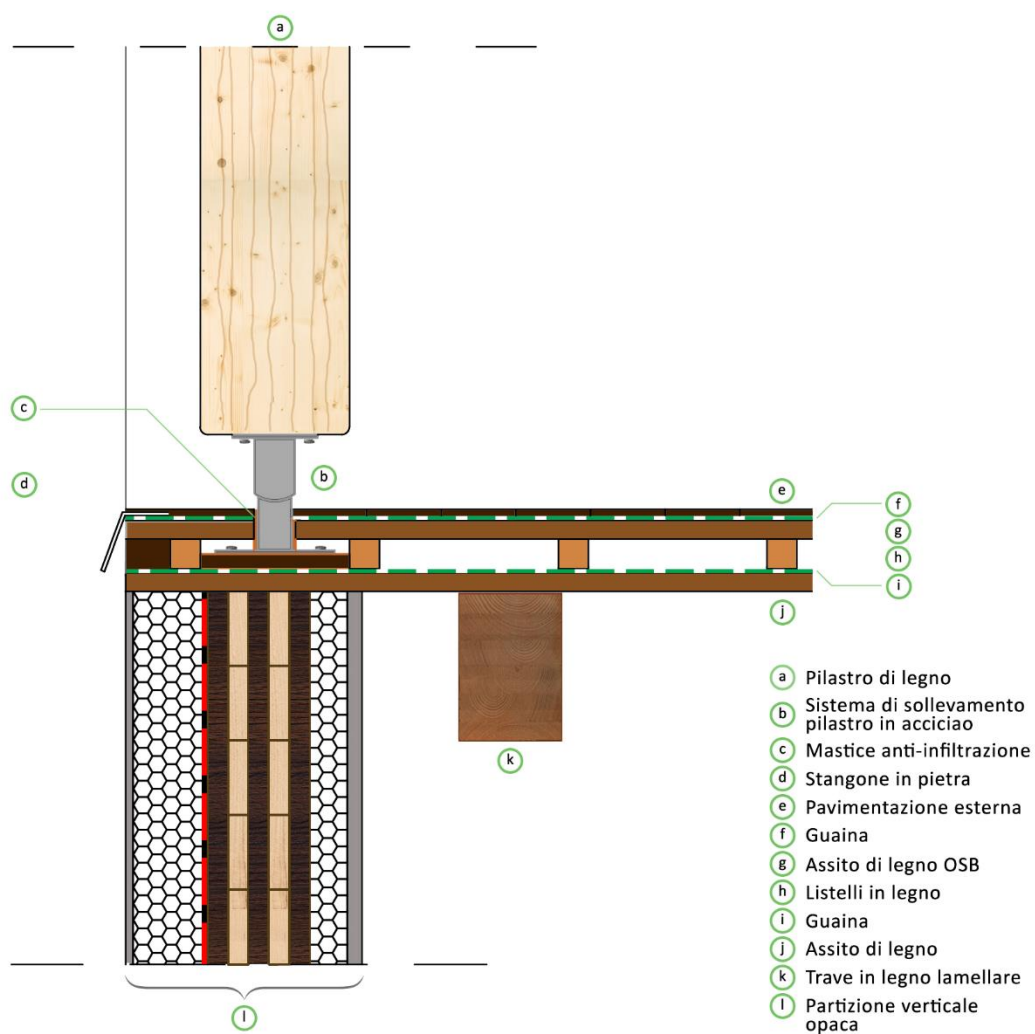 a
c
b
d
e
f
g
h
i
j
k
l
a Pilastro di legno
b Sistema di sollevamento
pilastro in acciciao
c Mastice anti-infiltrazione
d Stangone in pietra
e Pavimentazione esterna
f Guaina
g Assito di legno OSB
h Listelli in legno
i Guaina
j Assito di legno
k Trave in legno lamellare
l Partizione verticale
opaca